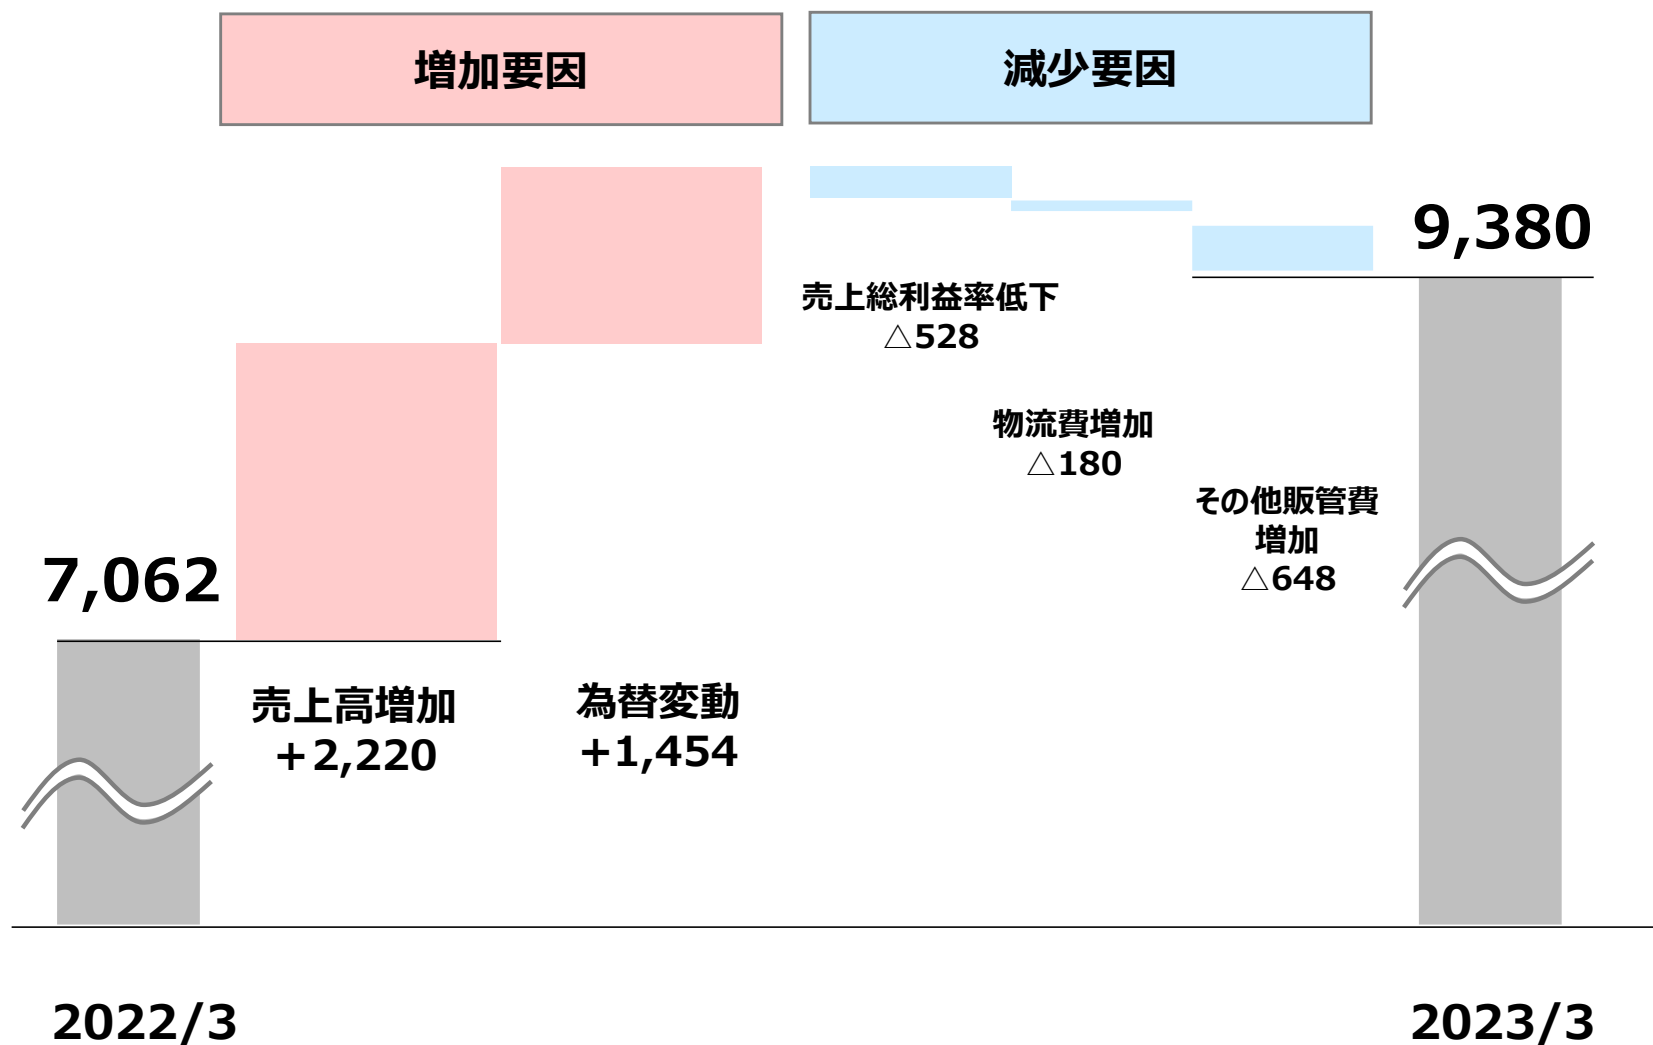 増加要因
減少要因
9,380
売上総利益率低下
△528
物流費増加
△180
その他販管費
増加
△648
7,062
売上高増加
+2,220
為替変動
+1,454
2022/3
2023/3